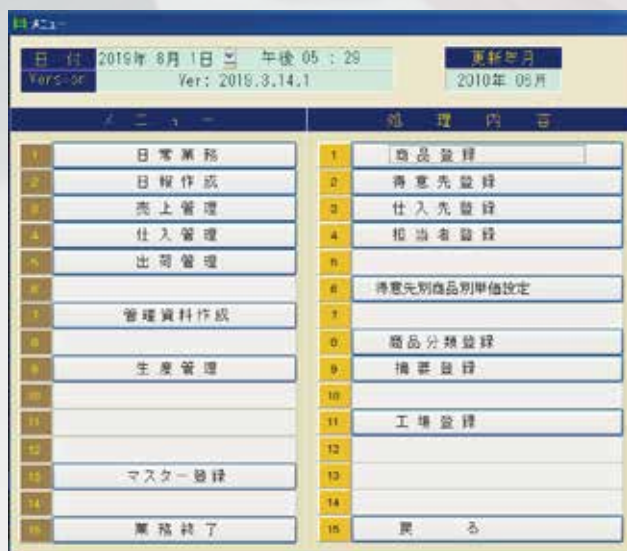 メニュー
日 付 2019年 8月 1日 午後 05 : 29 更新年月
Version Ver: 2019.3.14.1 2010年 06月
メ ニ ュ ー 処 理 内 容
1 日 常 業 務 1 商 品 登 録
2 日 報 作 成 2 得 意 先 登 録
3 売 上 管 理 3 仕 入 先 登 録
4 仕 入 管 理 4 担 当 者 登 録
5 出 荷 管 理 5
6 6 得意先別商品別単価設定
7 管 理 資 料 作 成 7
8 8 商 品 分 類 登 録
9 生 産 管 理 9 摘 要 登 録
10 10
11 11 工 場 登 録
12 12
13 マ ス タ ー 登 録 13
14 14
15 業 務 終 了 15 戻 る